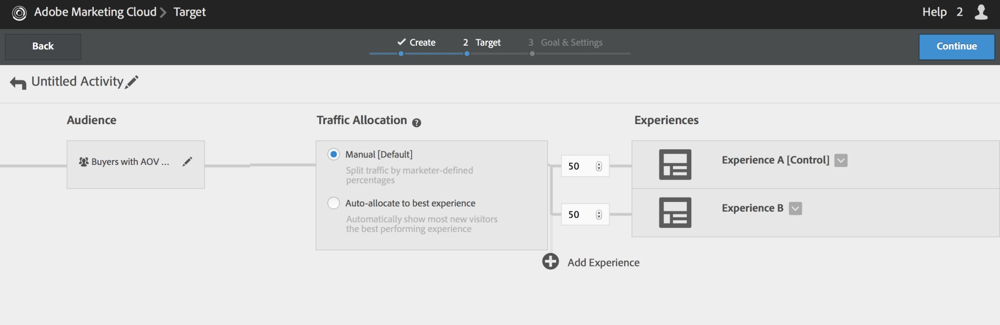 Adobe Marketing Cloud > Target
Help 2
Back
Create 2 Target 3 Goal & Settings
Continue
Untitled Activity
Audience
Traffic Allocation ?
Experiences
Buyers with AOV ...
Manual [Default]
Split traffic by marketer-defined
percentages
Auto-allocate to best experience
Automatically show most new visitors
the best performing experience
50
50
Experience A [Control]
Experience B
Add Experience